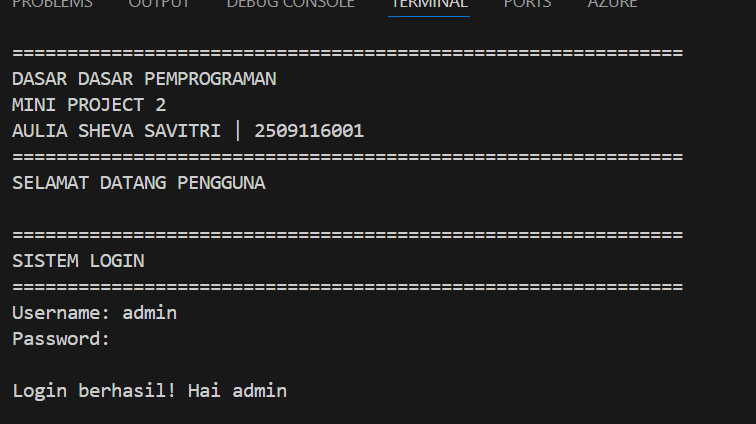 PROBLEMS OUTPUT DEBUG CONSOLE TERMINAL PORTS AZURE
=============================================================
DASAR DASAR PEMPROGRAMAN
MINI PROJECT 2
AULIA SHEVA SAVITRI | 2509116001
=============================================================
SELAMAT DATANG PENGGUNA
=============================================================
SISTEM LOGIN
=============================================================
Username: admin
Password:
Login berhasil! Hai admin